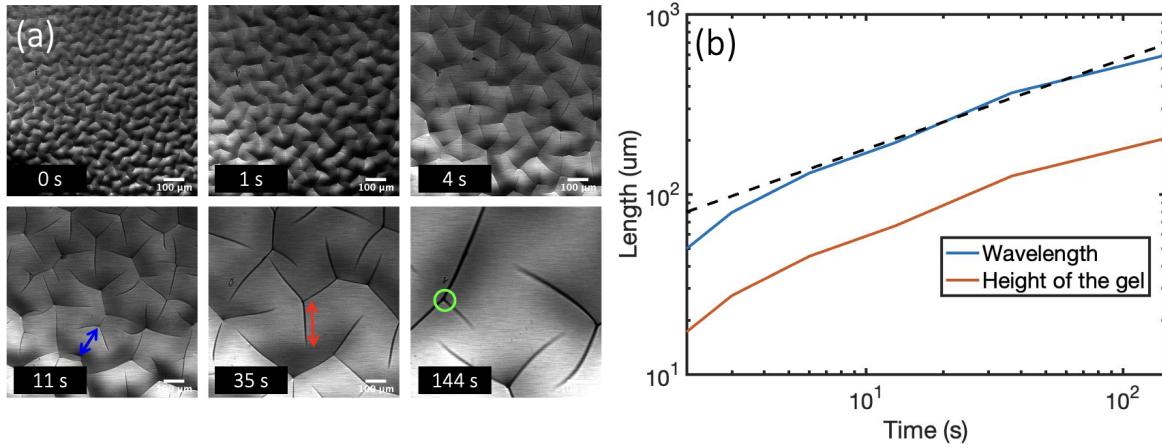 (a)
0 s
100 µm
1 s
100 µm
4 s
100 µm
11 s
35 s
100 µm
144 s
100 µm
(b)
10³
10²
10¹
Length (um)
Wavelength
Height of the gel
10¹
10²
Time (s)